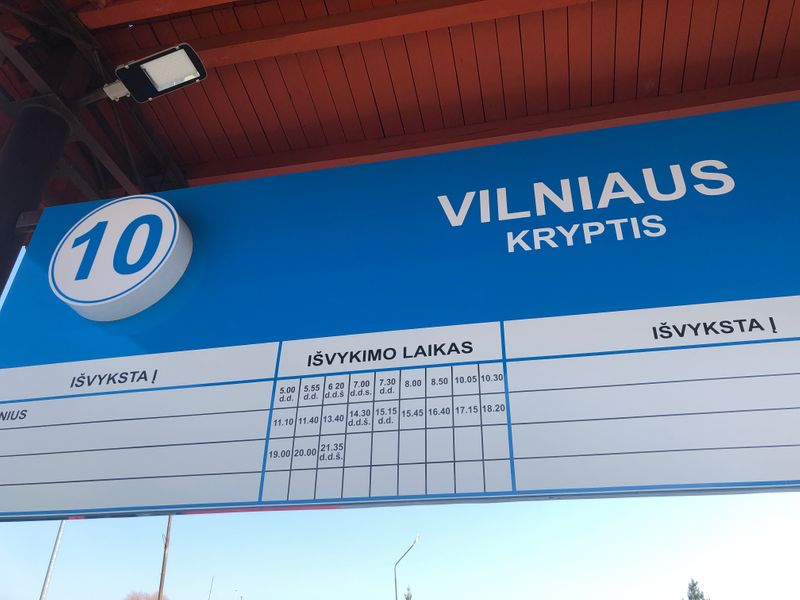 10
VILNIAUS
KRYPTIS
IŠVYKSTA Į
IŠVYKIMO LAIKAS
IŠVYKSTA Į
NIUS
5.00 d.d. 5.55 d.d. 6 20 d.d.š 7.00 d.d.s. 7.30 d.d. 8.00 8.50 10.05 10.30
11.10 11.40 13.40 14.30 d.d.š. 15.15 d.d. 15.45 16.40 17.15 18.20
19.00 20.00 21.35 d.d.š.